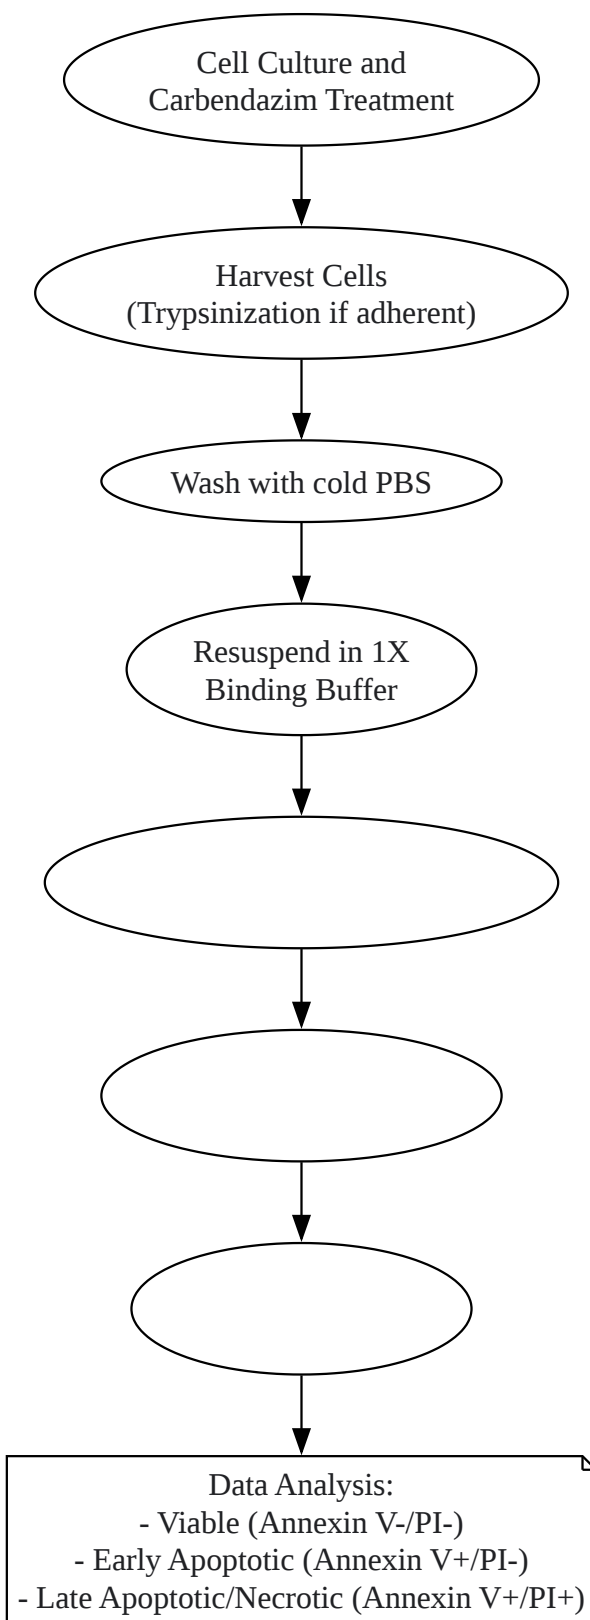 Cell Culture and
Carbendazim Treatment
Harvest Cells
(Trypsinization if adherent)
Wash with cold PBS
Resuspend in 1X
Binding Buffer
Data Analysis:
- Viable (Annexin V-/PI-)
- Early Apoptotic (Annexin V+/PI-)
- Late Apoptotic/Necrotic (Annexin V+/PI+)